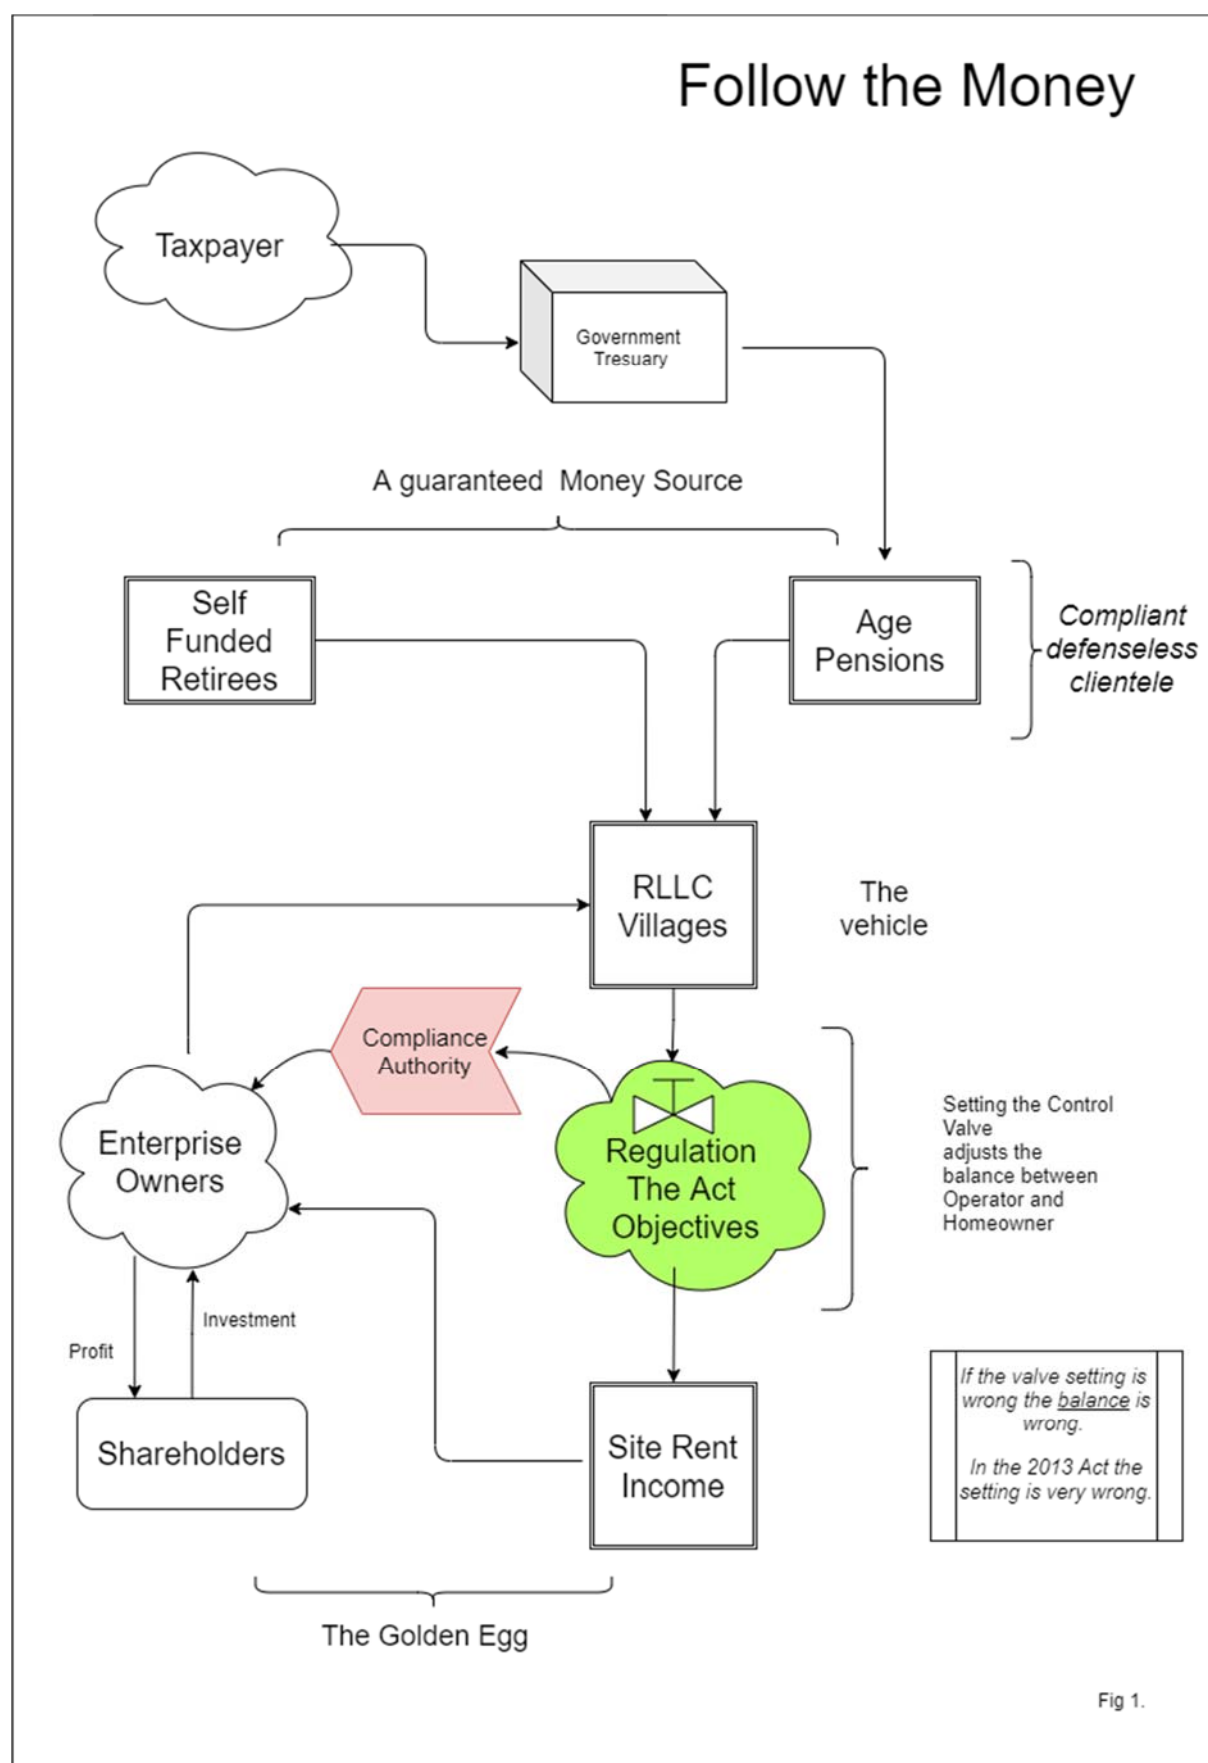 Follow the Money
Taxpayer
Government
Tresuary
A guaranteed Money Source
Self
Funded
Retirees
Age
Pensions
Compliant
defenseless
clientele
RLLC
Villages
The
vehicle
Compliance
Authority
Enterprise
Owners
Regulation
The Act
Objectives
Setting the Control
Valve
adjusts the
balance between
Operator and
Homeowner
Investment
Profit
Shareholders
Site Rent
Income
If the valve setting is
wrong the balance is
wrong.
In the 2013 Act the
setting is very wrong.
The Golden Egg
Fig 1.